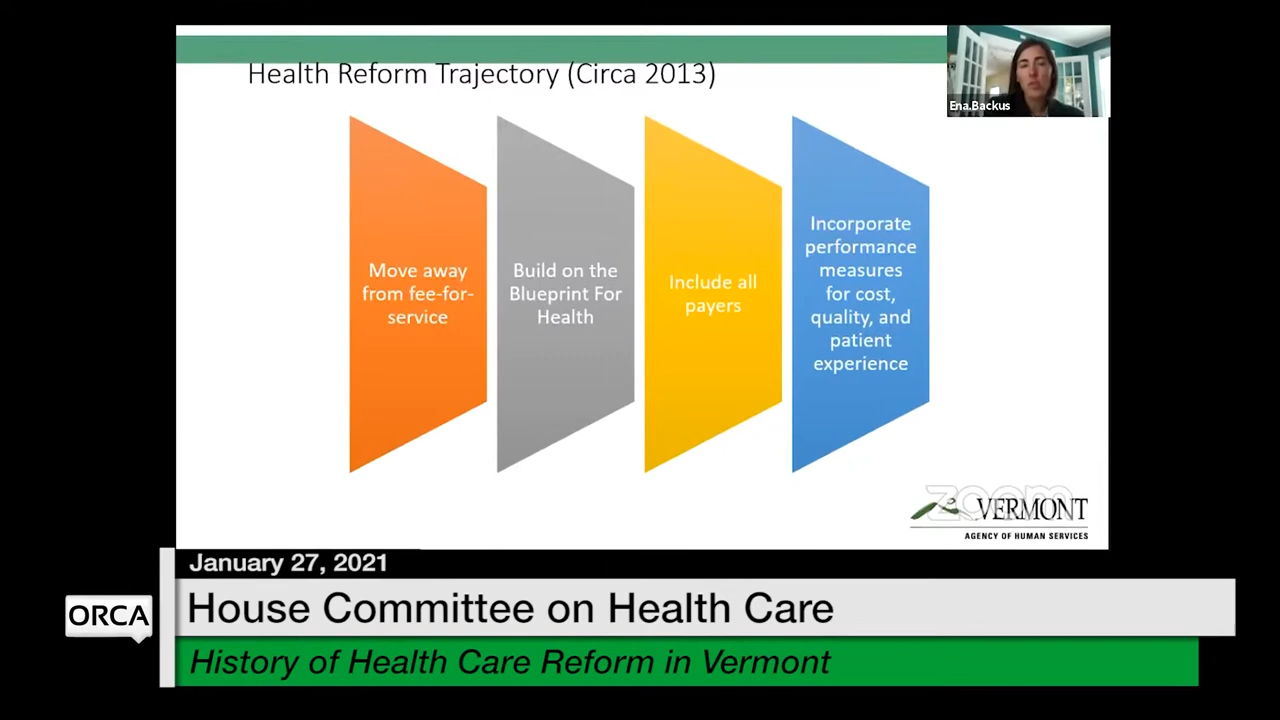 Health Reform Trajectory (Circa 2013)
Ena.Backus
Move away
from fee-for-
service
Build on the
Blueprint For
Health
Include all
payers
Incorporate
performance
measures
for cost,
quality, and
patient
experience
zoom
VERMONT
AGENCY OF HUMAN SERVICES
January 27, 2021
ORCA
House Committee on Health Care
History of Health Care Reform in Vermont